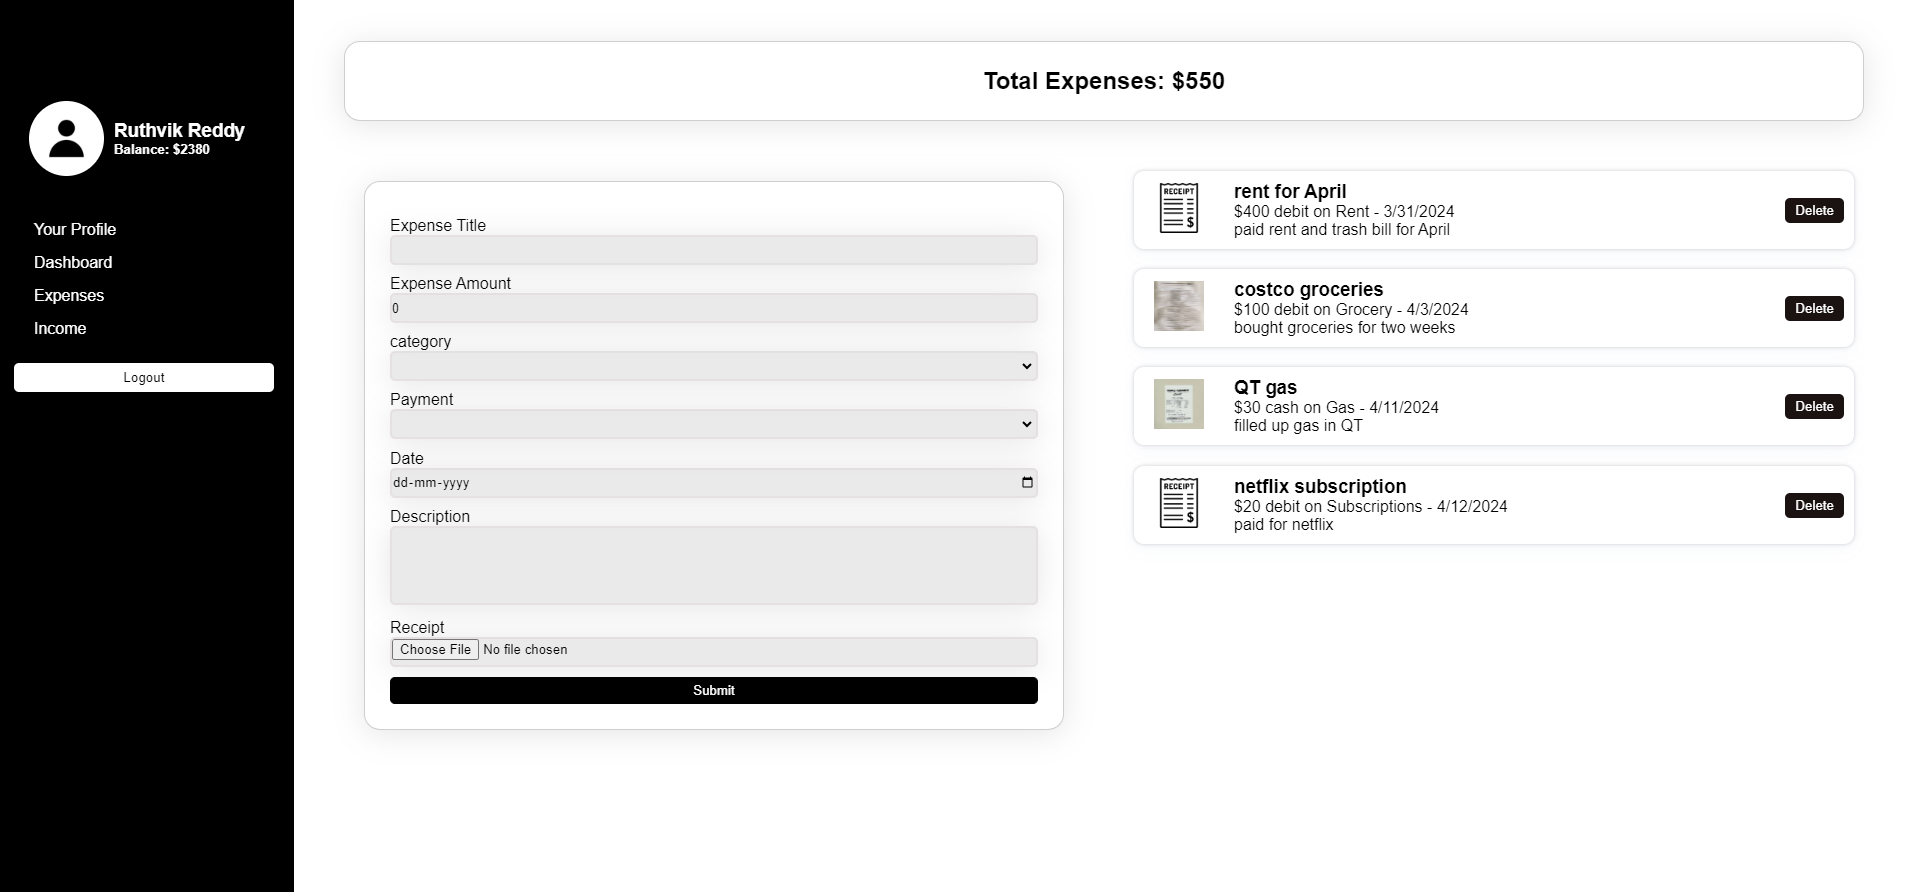 Ruthvik Reddy
Balance: $2380
Your Profile
Dashboard
Expenses
Income
Logout
Total Expenses: $550
Expense Title
Expense Amount
0
category
Payment
Date
dd-mm-yyyy
Description
Receipt
Choose File No file chosen
Submit
RECEIPT
$
rent for April
$400 debit on Rent - 3/31/2024
paid rent and trash bill for April
Delete
costco groceries
$100 debit on Grocery - 4/3/2024
bought groceries for two weeks
Delete
QT gas
$30 cash on Gas - 4/11/2024
filled up gas in QT
Delete
RECEIPT
$
netflix subscription
$20 debit on Subscriptions - 4/12/2024
paid for netflix
Delete